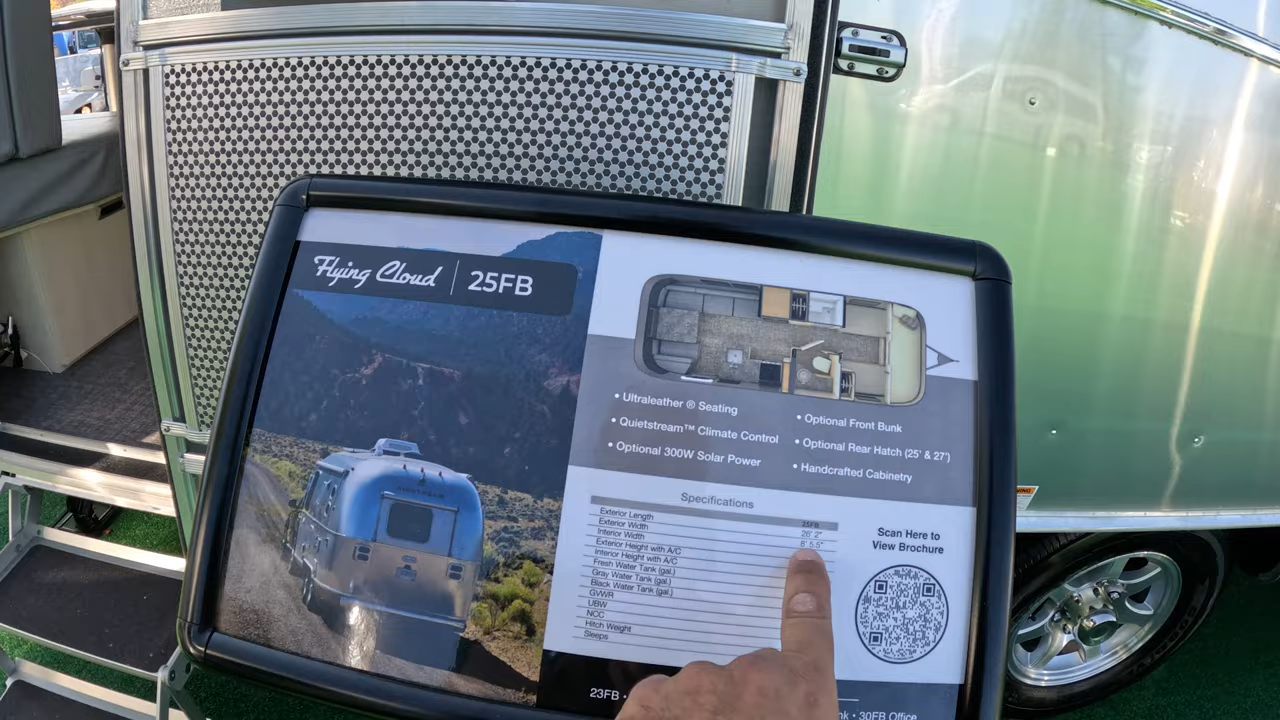 Flying Cloud | 25FB
• Ultraleather ® Seating
• Quietstream™ Climate Control
• Optional 300W Solar Power
• Optional Front Bunk
• Optional Rear Hatch (25' & 27')
• Handcrafted Cabinetry
Specifications
25FB
Exterior Length 26' 2"
Exterior Width 8' 5.5"
Interior Width
Exterior Height with A/C
Interior Height with A/C
Fresh Water Tank (gal.)
Gray Water Tank (gal.)
Black Water Tank (gal.)
GVWR
UBW
NCC
Hitch Weight
Sleeps
Scan Here to
View Brochure
23FB •
• 30FB Office
AIRSTREAM